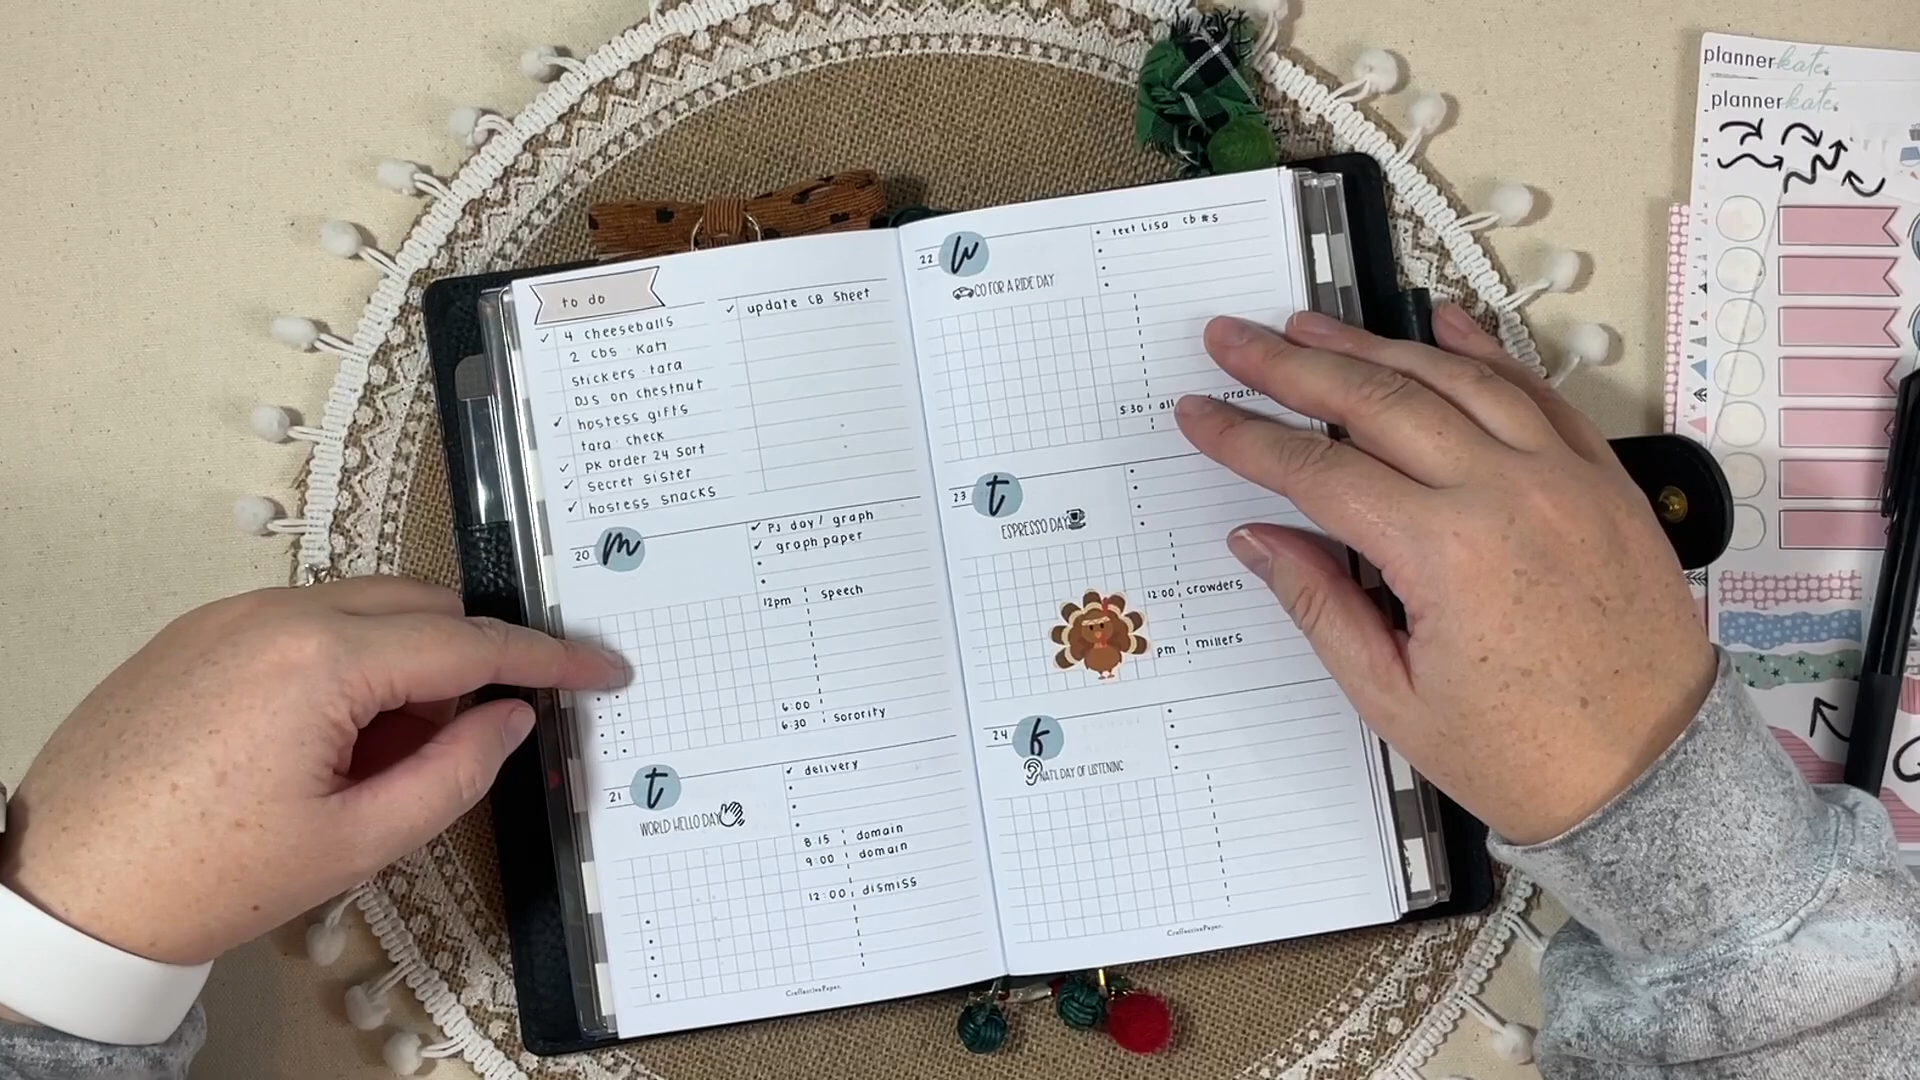 to do
✓ 4 cheeseballs
2 cbs · Kati
stickers · tara
DJs on chestnut
✓ hostess gifts
tara · check
✓ pk order 24 sort
✓ secret sister
✓ hostess snacks
✓ update CB sheet
20 m
✓ PJ day / graph
✓ graph paper
12pm speech
6:00
6:30 sorority
21 t
WORLD HELLO DAY
✓ delivery
8:15 domain
9:00 domain
12:00 dismiss
CraftectivePaper.
22 W
GO FOR A RIDE DAY
• text Lisa cb #s
5:30
23 t
ESPRESSO DAY
12:00 crowders
pm millers
24 f
NAT'L DAY OF LISTENING
CraftectivePaper.
plannerkate.
plannerkate.